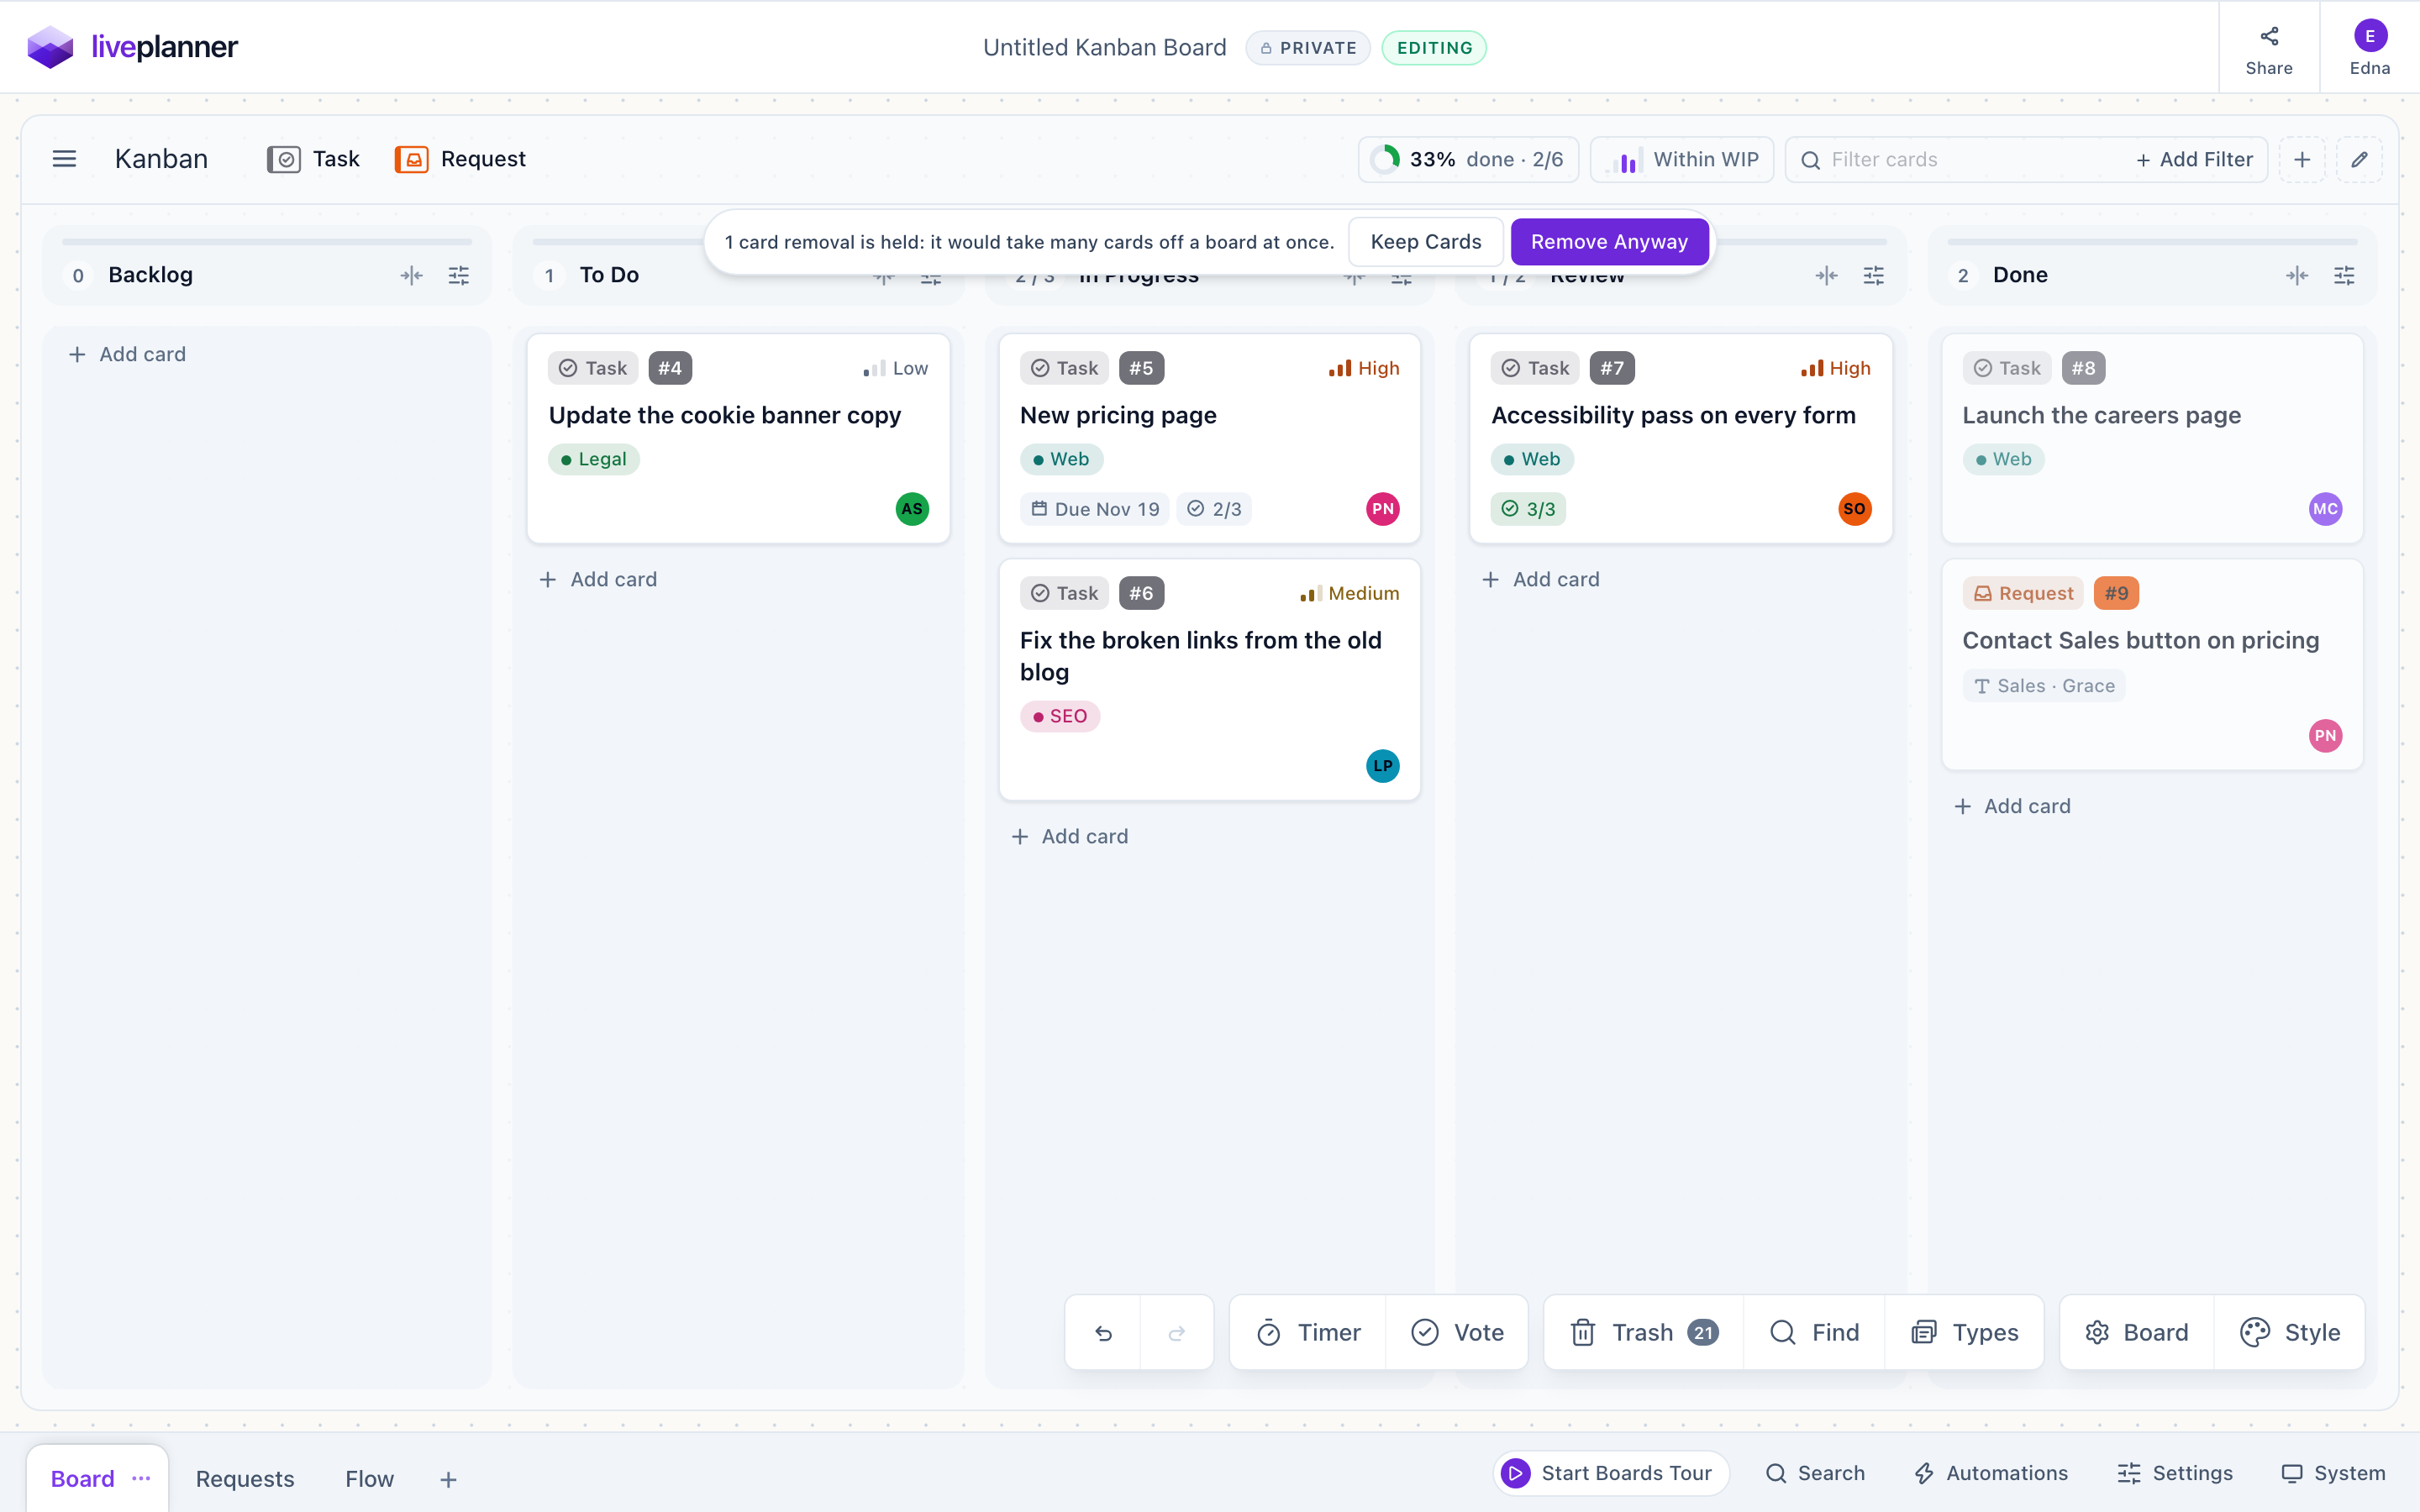 liveplanner
Untitled Kanban Board
PRIVATE
EDITING
Share
E
Edna
Kanban
Task
Request
33% done · 2/6
Within WIP
Filter cards
+ Add Filter
1 card removal is held: it would take many cards off a board at once.
Keep Cards
Remove Anyway
0 Backlog
+ Add card
1 To Do
Task #4 Low
Update the cookie banner copy
Legal
AS
+ Add card
2 / 3 In Progress
Task #5 High
New pricing page
Web
Due Nov 19 2/3 PN
Task #6 Medium
Fix the broken links from the old
blog
SEO
LP
+ Add card
1 / 2 Review
Task #7 High
Accessibility pass on every form
Web
3/3 SO
+ Add card
2 Done
Task #8
Launch the careers page
Web
MC
Request #9
Contact Sales button on pricing
Sales · Grace
PN
+ Add card
Timer
Vote
Trash 21
Find
Types
Board
Style
Board ···
Requests
Flow
+
Start Boards Tour
Search
Automations
Settings
System